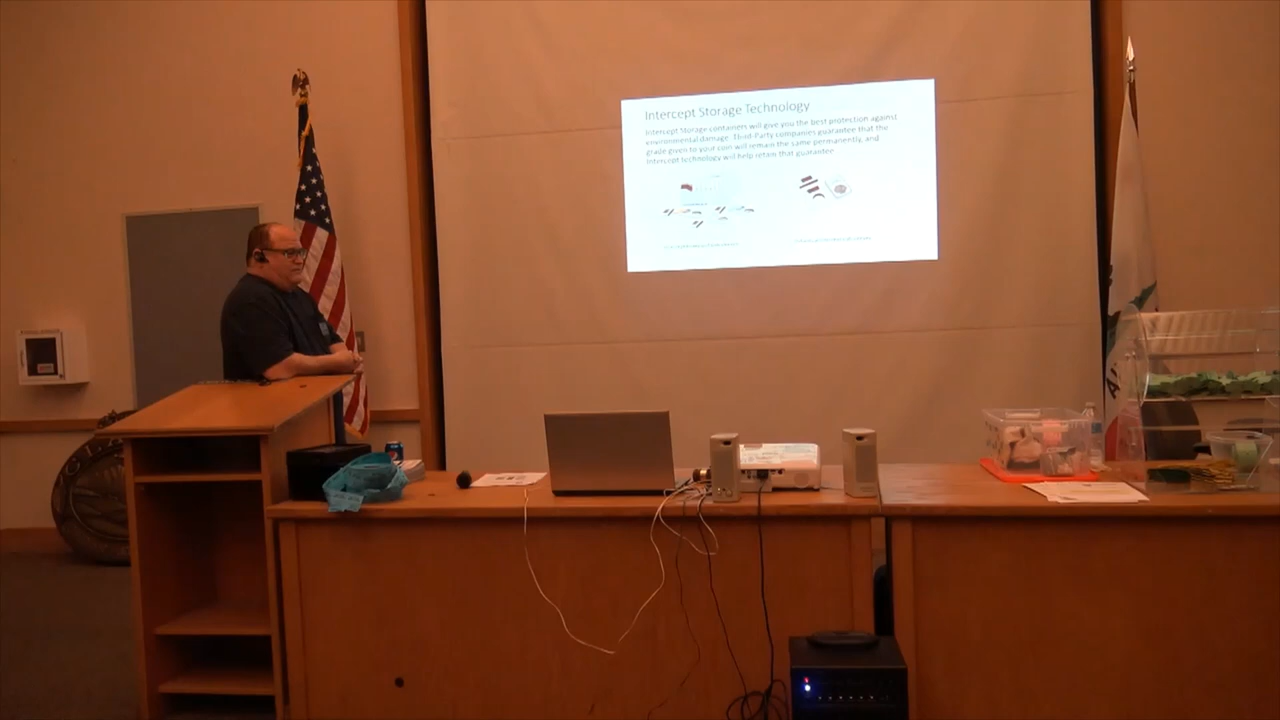 Intercept Storage Technology
Intercept Storage containers will give you the best protection against
environmental damage. Third-Party companies guarantee that the
grade given to your coin will remain the same permanently, and
Intercept technology will help retain that guarantee